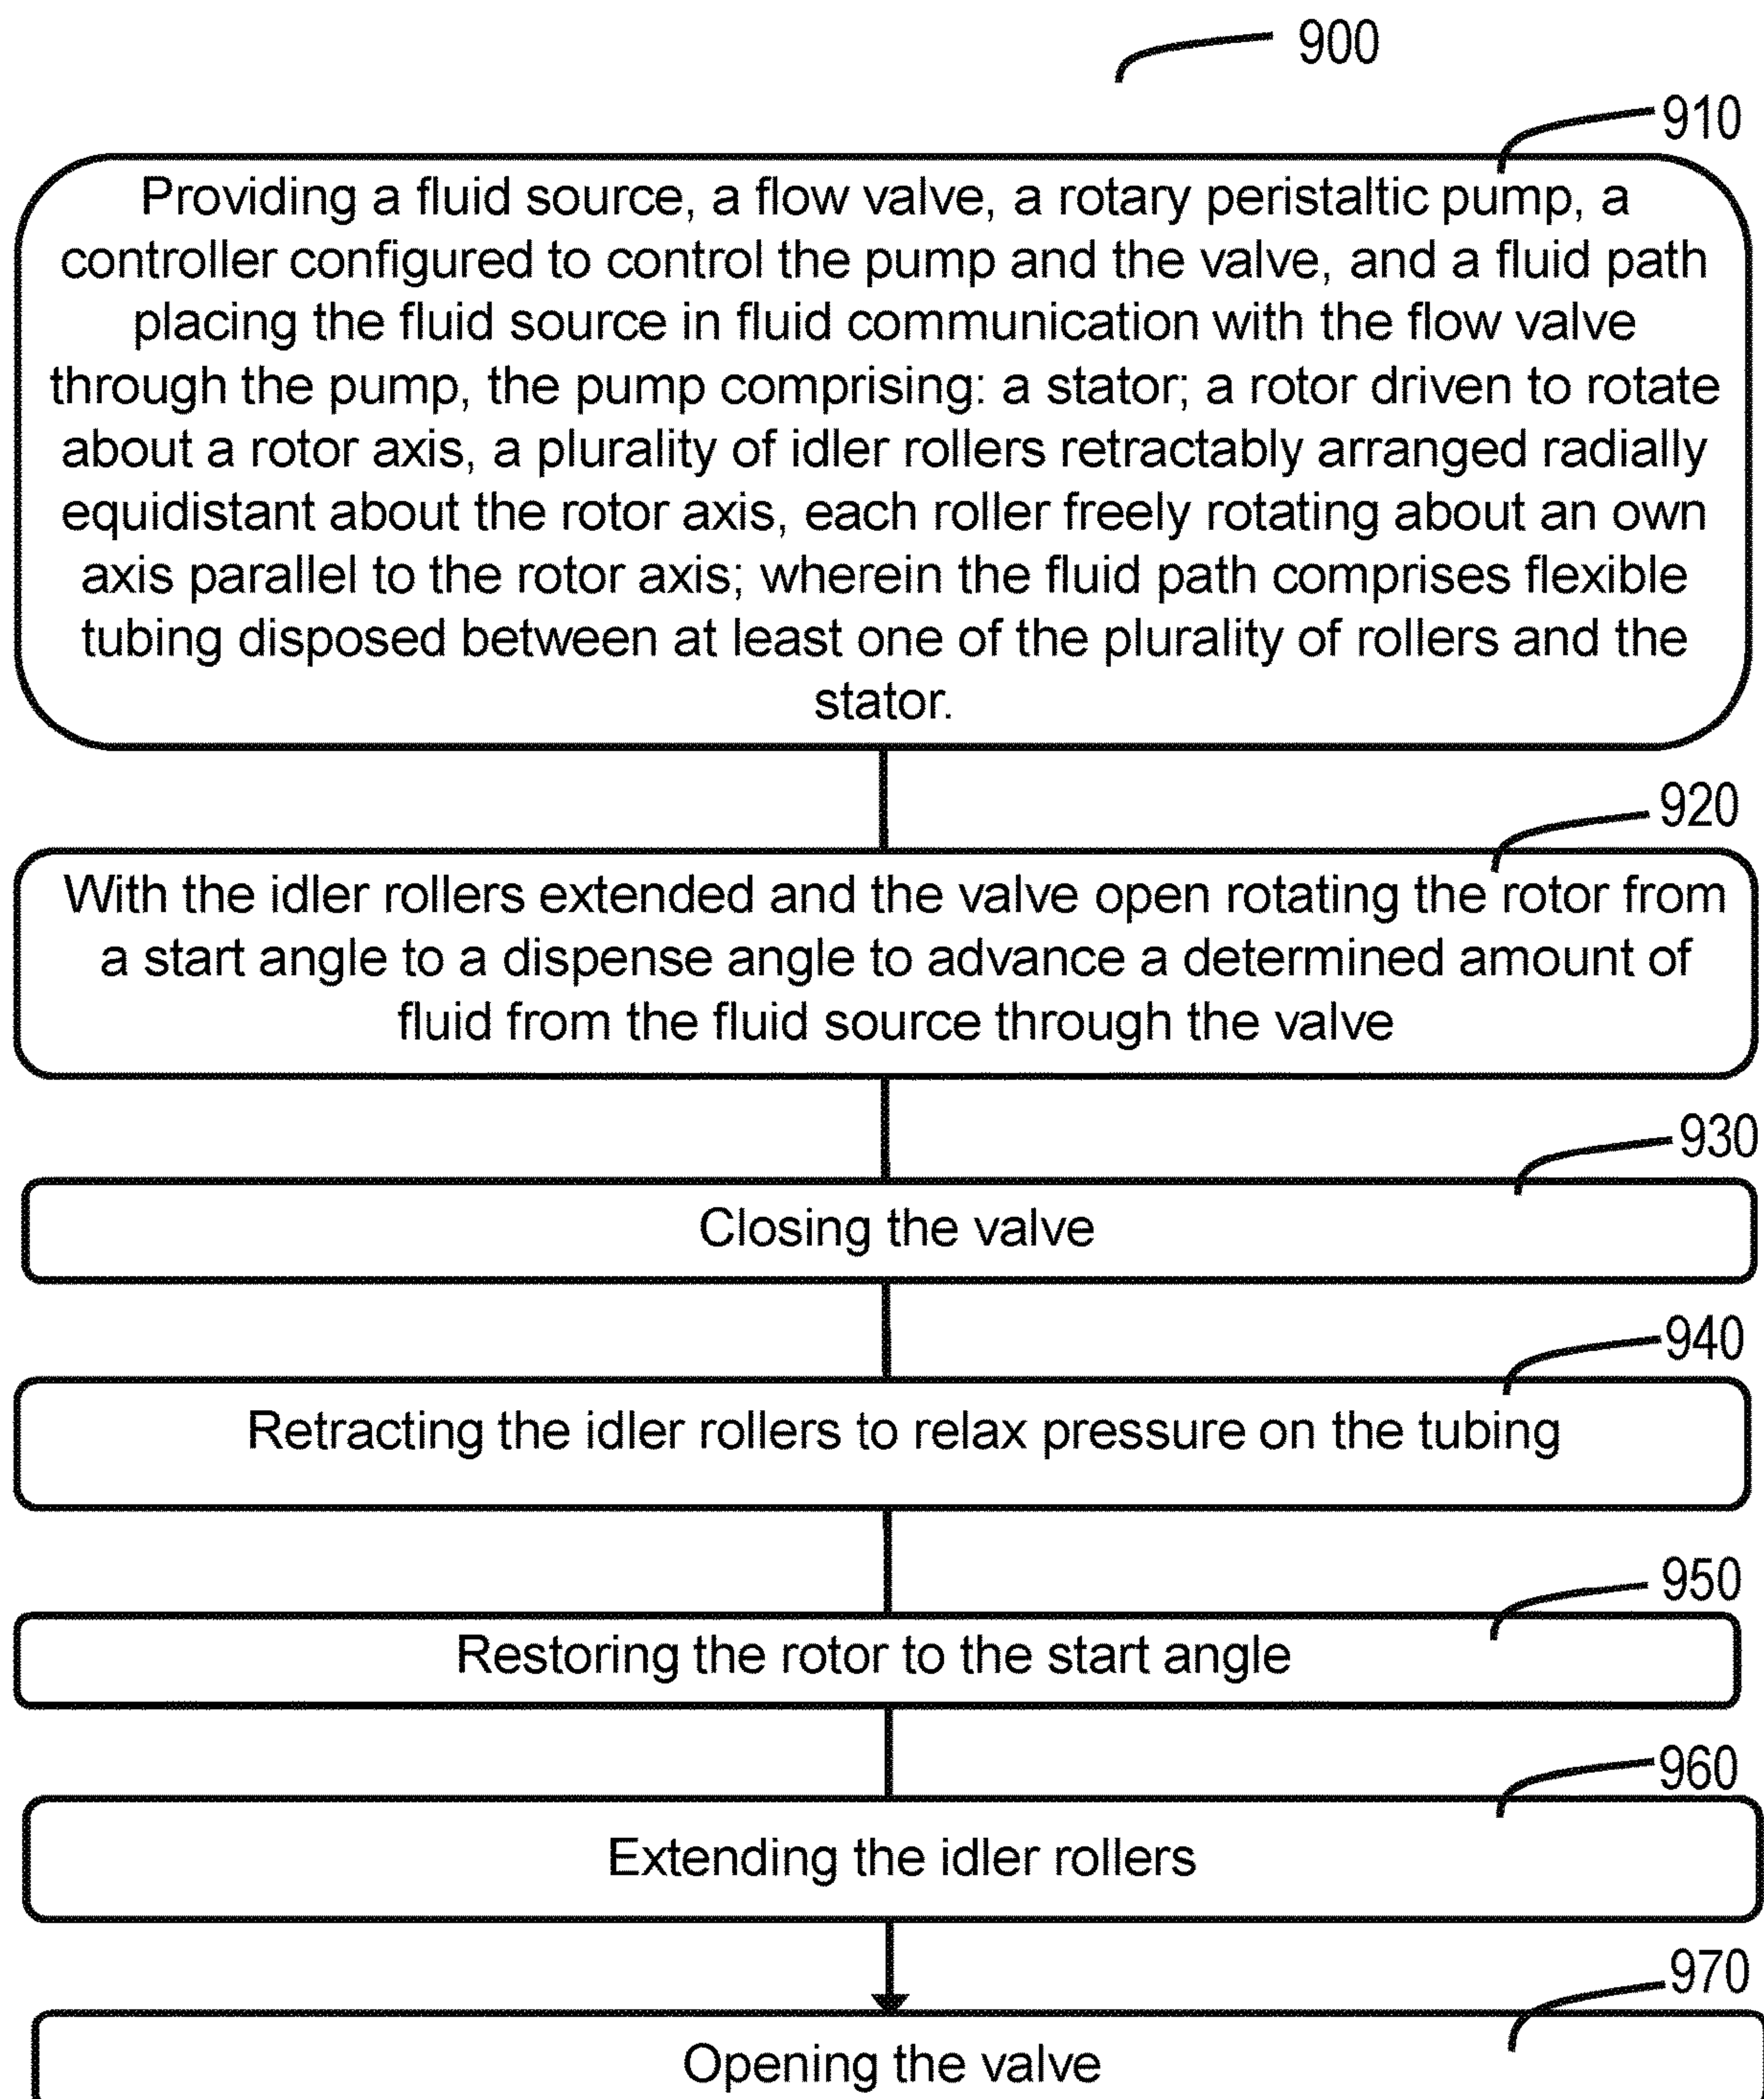 900
910
Providing a fluid source, a flow valve, a rotary peristaltic pump, a
controller configured to control the pump and the valve, and a fluid path
placing the fluid source in fluid communication with the flow valve
through the pump, the pump comprising: a stator; a rotor driven to rotate
about a rotor axis, a plurality of idler rollers retractably arranged radially
equidistant about the rotor axis, each roller freely rotating about an own
axis parallel to the rotor axis; wherein the fluid path comprises flexible
tubing disposed between at least one of the plurality of rollers and the
stator.
920
With the idler rollers extended and the valve open rotating the rotor from
a start angle to a dispense angle to advance a determined amount of
fluid from the fluid source through the valve
930
Closing the valve
940
Retracting the idler rollers to relax pressure on the tubing
950
Restoring the rotor to the start angle
960
Extending the idler rollers
970
Opening the valve